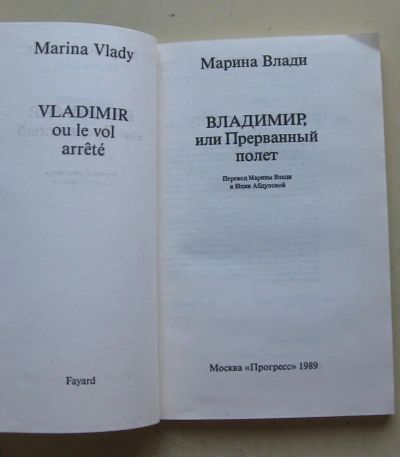 Marina Vlady
VLADIMIR
ou le vol
arrêté
Fayard
Марина Влади
ВЛАДИМИР,
или Прерванный
полет
Перевод Марины Влади
и Юлии Абдуловой
Москва «Прогресс» 1989